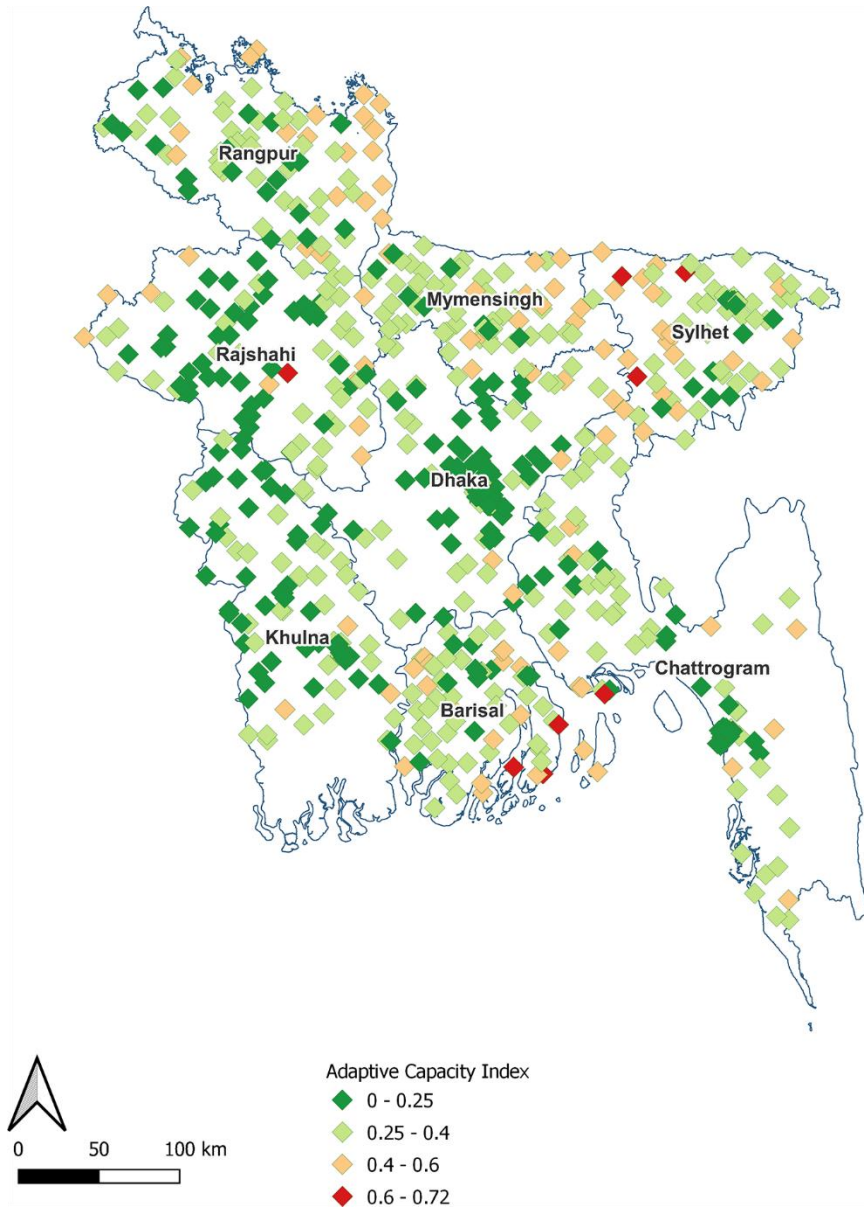 Rangpur
Mymensingh
Sylhet
Rajshahi
Dhaka
Khulna
Chattrogram
Barisal
Adaptive Capacity Index
0 - 0.25
0.25 - 0.4
0.4 - 0.6
0.6 - 0.72
0 50 100 km